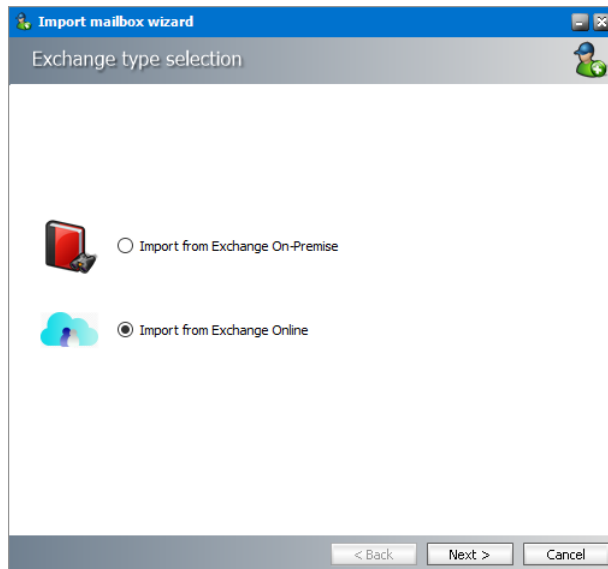 Import mailbox wizard
Exchange type selection
Import from Exchange On-Premise
Import from Exchange Online
< Back Next > Cancel